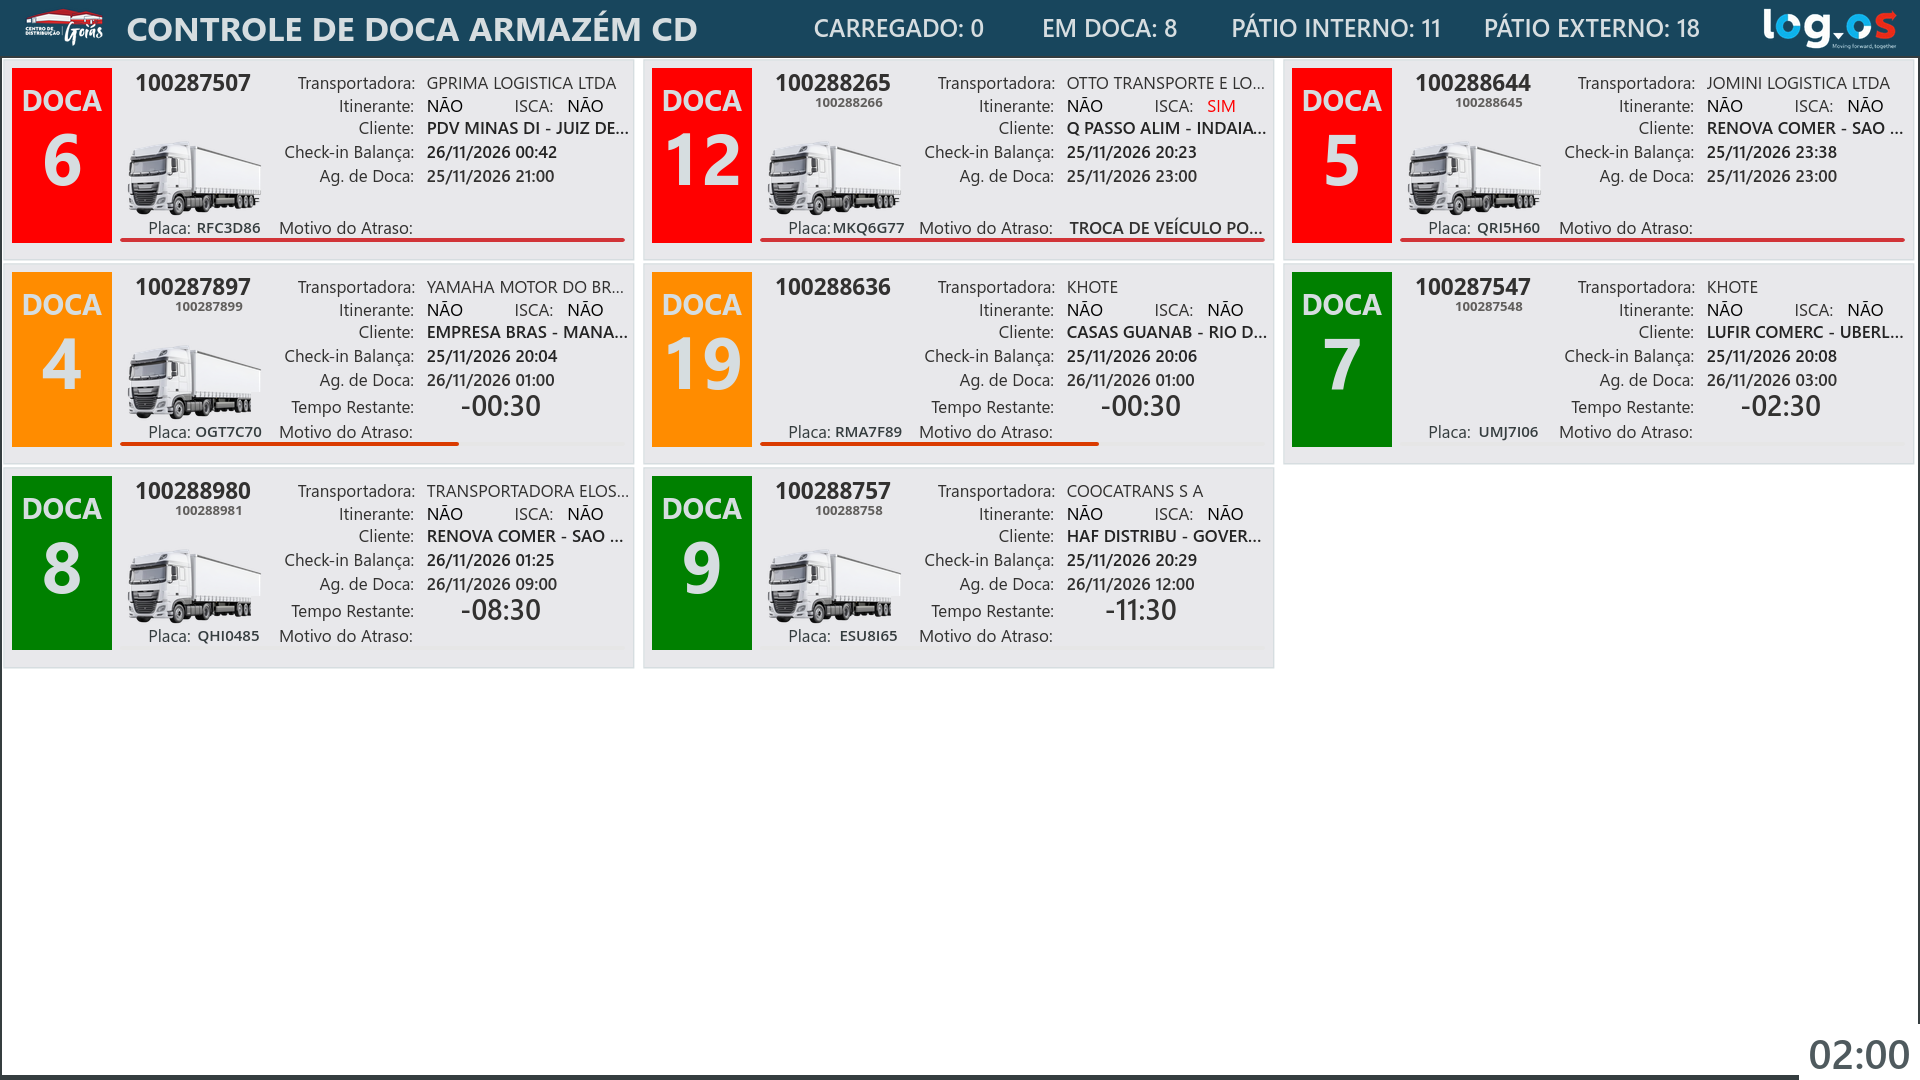 CENTRO DE DISTRIBUIÇÃO Goiás
CONTROLE DE DOCA ARMAZÉM CD
CARREGADO: 0
EM DOCA: 8
PÁTIO INTERNO: 11
PÁTIO EXTERNO: 18
log.os
Moving forward, together
DOCA
6
100287507
Transportadora: GPRIMA LOGISTICA LTDA
Itinerante: NÃO ISCA: NÃO
Cliente: PDV MINAS DI - JUIZ DE...
Check-in Balança: 26/11/2026 00:42
Ag. de Doca: 25/11/2026 21:00
Placa: RFC3D86 Motivo do Atraso:
DOCA
12
100288265
100288266
Transportadora: OTTO TRANSPORTE E LO...
Itinerante: NÃO ISCA: SIM
Cliente: Q PASSO ALIM - INDAIA...
Check-in Balança: 25/11/2026 20:23
Ag. de Doca: 25/11/2026 23:00
Placa: MKQ6G77 Motivo do Atraso: TROCA DE VEÍCULO PO...
DOCA
5
100288644
100288645
Transportadora: JOMINI LOGISTICA LTDA
Itinerante: NÃO ISCA: NÃO
Cliente: RENOVA COMER - SAO ...
Check-in Balança: 25/11/2026 23:38
Ag. de Doca: 25/11/2026 23:00
Placa: QRI5H60 Motivo do Atraso:
DOCA
4
100287897
100287899
Transportadora: YAMAHA MOTOR DO BR...
Itinerante: NÃO ISCA: NÃO
Cliente: EMPRESA BRAS - MANA...
Check-in Balança: 25/11/2026 20:04
Ag. de Doca: 26/11/2026 01:00
Tempo Restante: -00:30
Placa: OGT7C70 Motivo do Atraso:
DOCA
19
100288636
Transportadora: KHOTE
Itinerante: NÃO ISCA: NÃO
Cliente: CASAS GUANAB - RIO D...
Check-in Balança: 25/11/2026 20:06
Ag. de Doca: 26/11/2026 01:00
Tempo Restante: -00:30
Placa: RMA7F89 Motivo do Atraso:
DOCA
7
100287547
100287548
Transportadora: KHOTE
Itinerante: NÃO ISCA: NÃO
Cliente: LUFIR COMERC - UBERL...
Check-in Balança: 25/11/2026 20:08
Ag. de Doca: 26/11/2026 03:00
Tempo Restante: -02:30
Placa: UMJ7I06 Motivo do Atraso:
DOCA
8
100288980
100288981
Transportadora: TRANSPORTADORA ELOS...
Itinerante: NÃO ISCA: NÃO
Cliente: RENOVA COMER - SAO ...
Check-in Balança: 26/11/2026 01:25
Ag. de Doca: 26/11/2026 09:00
Tempo Restante: -08:30
Placa: QHI0485 Motivo do Atraso:
DOCA
9
100288757
100288758
Transportadora: COOCATRANS S A
Itinerante: NÃO ISCA: NÃO
Cliente: HAF DISTRIBU - GOVER...
Check-in Balança: 25/11/2026 20:29
Ag. de Doca: 26/11/2026 12:00
Tempo Restante: -11:30
Placa: ESU8I65 Motivo do Atraso:
02:00